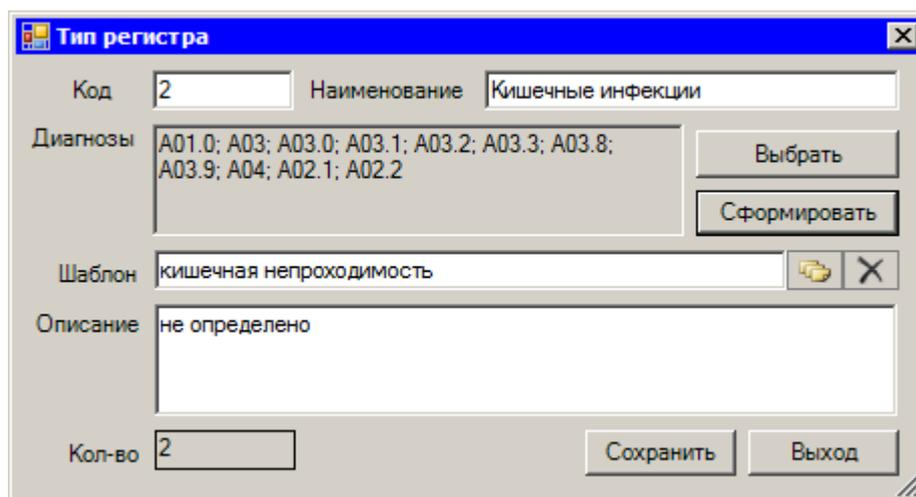 Тип регистра
Код 2 Наименование Кишечные инфекции
Диагнозы A01.0; A03; A03.0; A03.1; A03.2; A03.3; A03.8;
A03.9; A04; A02.1; A02.2
Выбрать
Сформировать
Шаблон кишечная непроходимость
Описание не определено
Кол-во 2 Сохранить Выход